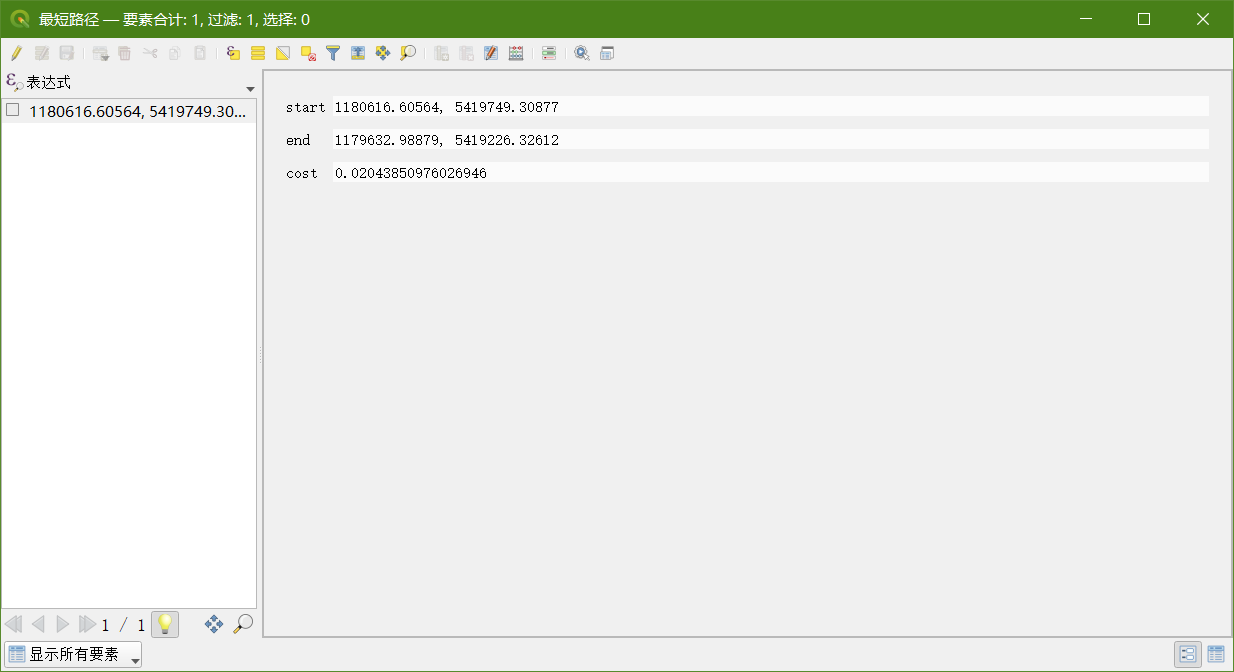 最短路径 — 要素合计: 1, 过滤: 1, 选择: 0
表达式
1180616.60564, 5419749.30...
start 1180616.60564, 5419749.30877
end 1179632.98879, 5419226.32612
cost 0.02043850976026946
1 / 1
显示所有要素